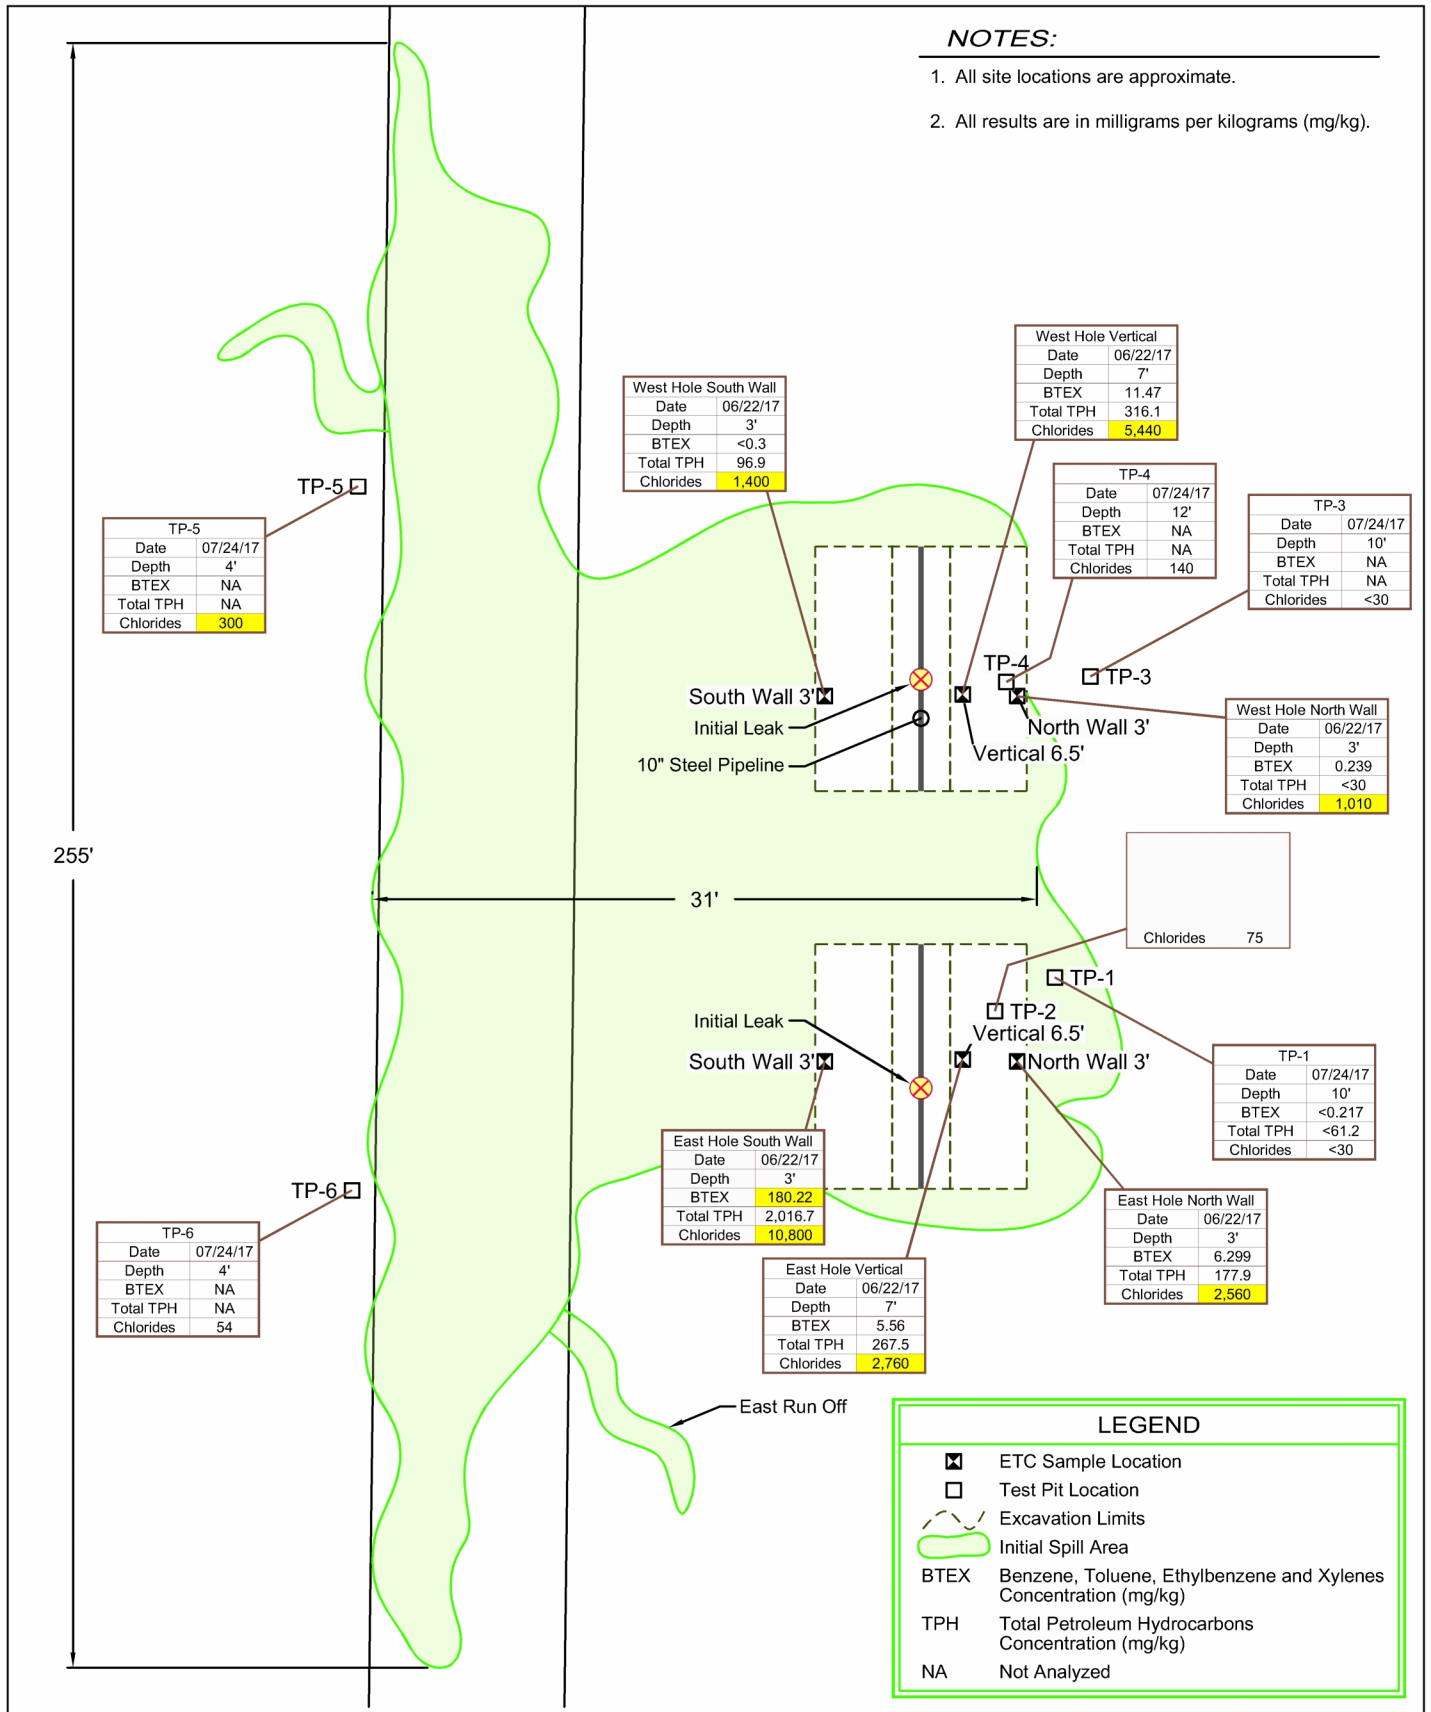 NOTES:
1. All site locations are approximate.
2. All results are in milligrams per kilograms (mg/kg).
West Hole Vertical
Date 06/22/17
Depth 7'
BTEX 11.47
Total TPH 316.1
Chlorides 5,440
West Hole South Wall
Date 06/22/17
Depth 3'
BTEX <0.3
Total TPH 96.9
Chlorides 1,400
TP-4
Date 07/24/17
Depth 12'
BTEX NA
Total TPH NA
Chlorides 140
TP-3
Date 07/24/17
Depth 10'
BTEX NA
Total TPH NA
Chlorides <30
TP-5
TP-5
Date 07/24/17
Depth 4'
BTEX NA
Total TPH NA
Chlorides 300
TP-4
TP-3
South Wall 3'
Initial Leak
10" Steel Pipeline
North Wall 3'
Vertical 6.5'
West Hole North Wall
Date 06/22/17
Depth 3'
BTEX 0.239
Total TPH <30
Chlorides 1,010
255'
31'
Chlorides 75
TP-1
TP-2
Initial Leak
Vertical 6.5'
South Wall 3'
North Wall 3'
TP-1
Date 07/24/17
Depth 10'
BTEX <0.217
Total TPH <61.2
Chlorides <30
East Hole South Wall
Date 06/22/17
Depth 3'
BTEX 180.22
Total TPH 2,016.7
Chlorides 10,800
TP-6
TP-6
Date 07/24/17
Depth 4'
BTEX NA
Total TPH NA
Chlorides 54
East Hole North Wall
Date 06/22/17
Depth 3'
BTEX 6.299
Total TPH 177.9
Chlorides 2,560
East Hole Vertical
Date 06/22/17
Depth 7'
BTEX 5.56
Total TPH 267.5
Chlorides 2,760
East Run Off
LEGEND
ETC Sample Location
Test Pit Location
Excavation Limits
Initial Spill Area
BTEX Benzene, Toluene, Ethylbenzene and Xylenes
Concentration (mg/kg)
TPH Total Petroleum Hydrocarbons
Concentration (mg/kg)
NA Not Analyzed